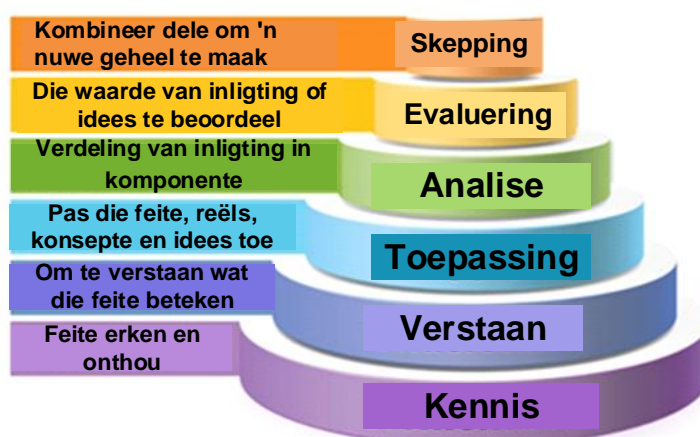 Kombineer dele om 'n
nuwe geheel te maak
Skepping
Die waarde van inligting of
idees te beoordeel
Evaluering
Verdeling van inligting in
komponente
Analise
Pas die feite, reëls,
konsepte en idees toe
Toepassing
Om te verstaan wat
die feite beteken
Verstaan
Feite erken en
onthou
Kennis